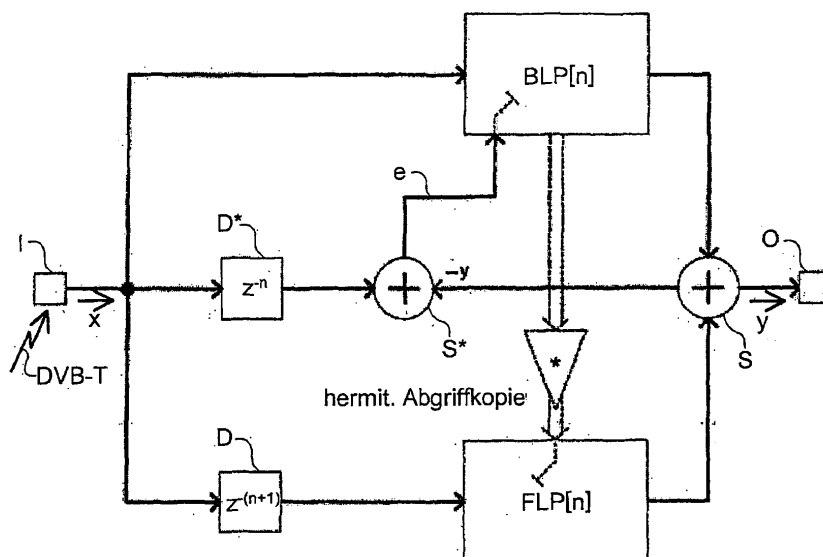 BLP[n]
e
D*
I
z⁻ⁿ
-y
O
x
S*
y
S
DVB-T
*
hermit. Abgriffkopie
D
z⁻⁽ⁿ⁺¹⁾
FLP[n]